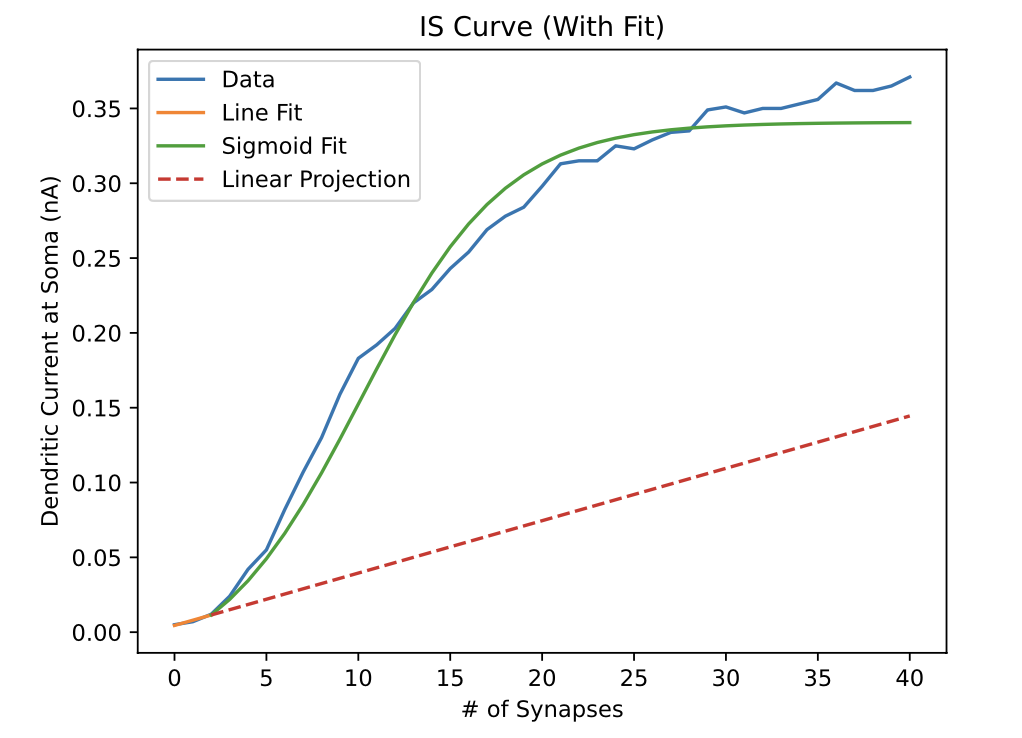 IS Curve (With Fit)
Data
Line Fit
Sigmoid Fit
Linear Projection
Dendritic Current at Soma (nA)
0.35
0.30
0.25
0.20
0.15
0.10
0.05
0.00
0 5 10 15 20 25 30 35 40
# of Synapses